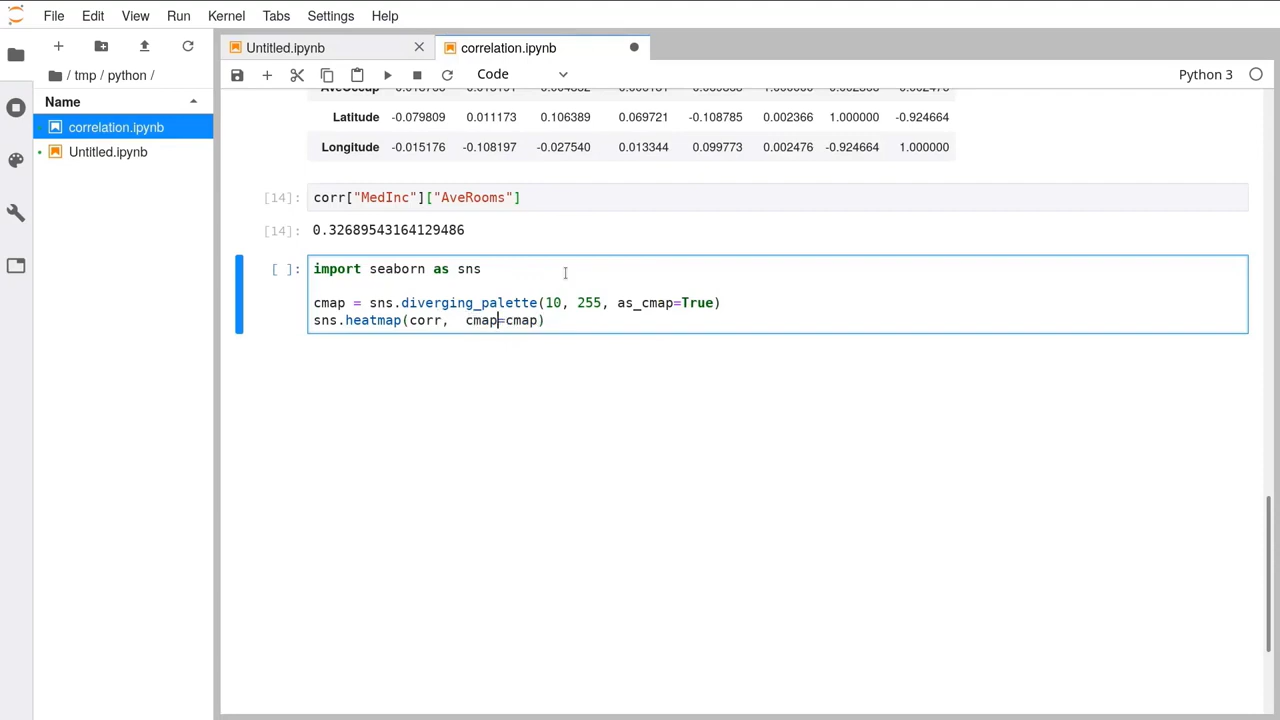 File Edit View Run Kernel Tabs Settings Help
Untitled.ipynb
correlation.ipynb
Code
Python 3
/ tmp / python /
Name
correlation.ipynb
Untitled.ipynb
Latitude -0.079809 0.011173 0.106389 0.069721 -0.108785 0.002366 1.000000 -0.924664
Longitude -0.015176 -0.108197 -0.027540 0.013344 0.099773 0.002476 -0.924664 1.000000
[14]: corr["MedInc"]["AveRooms"]
[14]: 0.32689543164129486
[ ]: import seaborn as sns
cmap = sns.diverging_palette(10, 255, as_cmap=True)
sns.heatmap(corr,  cmap=cmap)